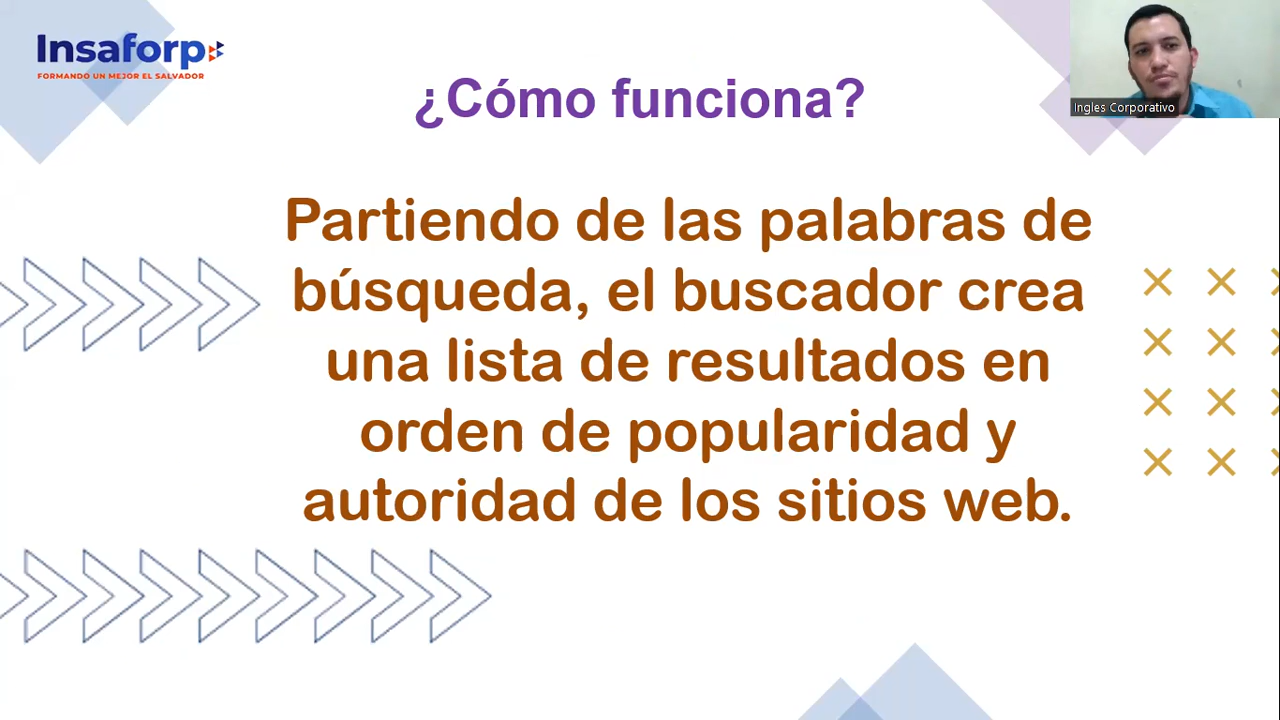 Insaforp
FORMANDO UN MEJOR EL SALVADOR
¿Cómo funciona?
Ingles Corporativo
Partiendo de las palabras de
búsqueda, el buscador crea
una lista de resultados en
orden de popularidad y
autoridad de los sitios web.